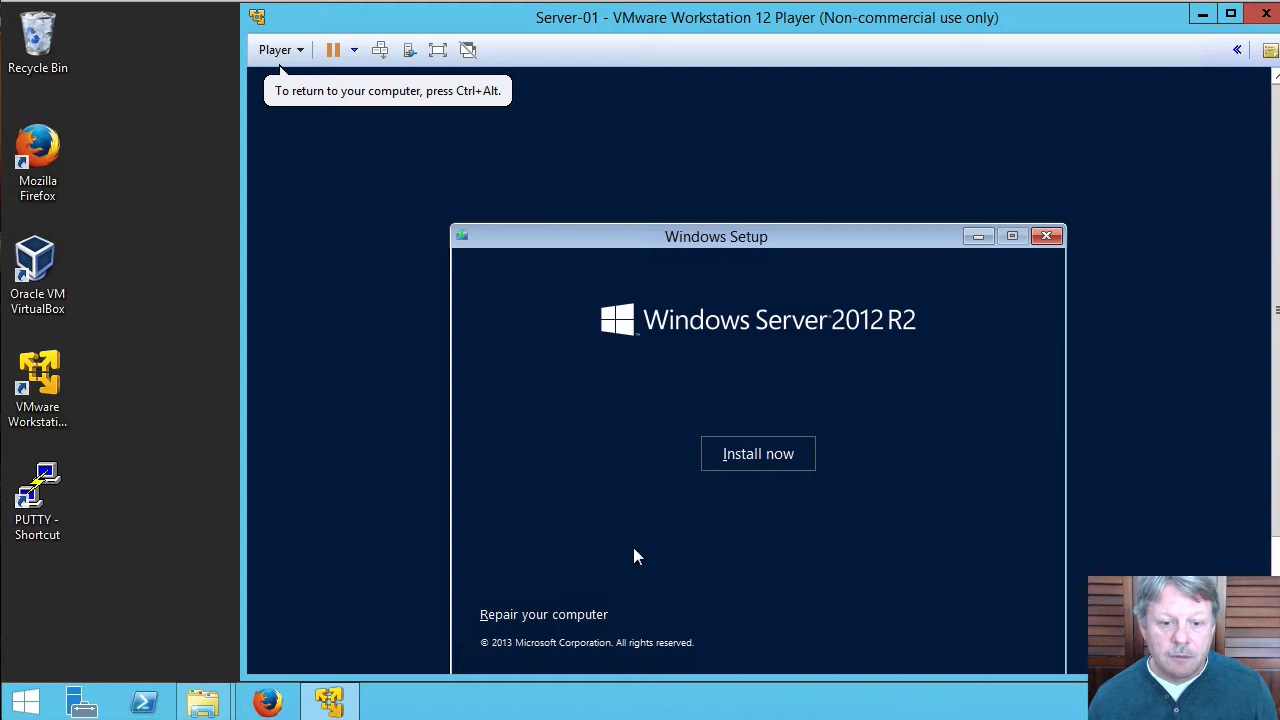 Server-01 - VMware Workstation 12 Player (Non-commercial use only)
Player
To return to your computer, press Ctrl+Alt.
Recycle Bin
Mozilla
Firefox
Oracle VM
VirtualBox
VMware
Workstati...
PUTTY -
Shortcut
Windows Setup
Windows Server 2012 R2
Install now
Repair your computer
© 2013 Microsoft Corporation. All rights reserved.